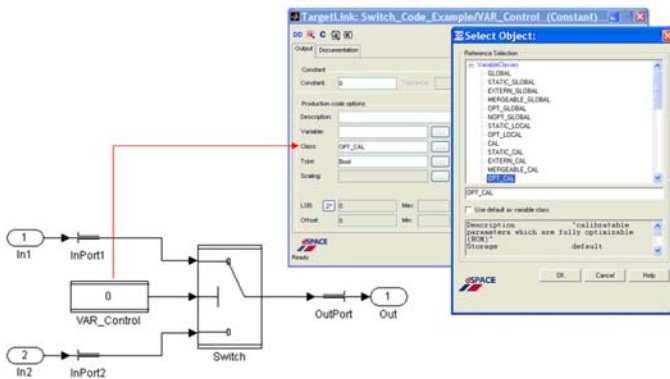 TargetLink: Switch_Code_Example/VAR_Control (Constant)
DD C
Output Documentation
Constant
Constant: 0 Tolerance:
Production code options
Description:
Variable: ...
Class: OPT_CAL ...
Type: Bool ...
Scaling: ...
LSB: 2^ 0 Max:
Offset: 0 Min:
dSPACE
Ready
Select Object:
Reference Selection
VariableClasses
GLOBAL
STATIC_GLOBAL
EXTERN_GLOBAL
MERGEABLE_GLOBAL
OPT_GLOBAL
NOPT_GLOBAL
STATIC_LOCAL
OPT_LOCAL
CAL
STATIC_CAL
EXTERN_CAL
MERGEABLE_CAL
OPT_CAL
OPT_CAL
Use default as variable class
Description 'calibratable
parameters which are fully optimizable
(ROM)'
Storage default
dSPACE
OK Cancel Help
1
In1
InPort1
0
VAR_Control
2
In2
InPort2
Switch
OutPort
1
Out